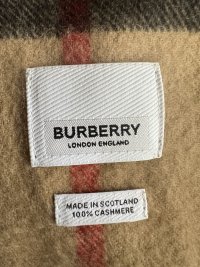 BURBERRY
LONDON ENGLAND
MADE IN SCOTLAND
100% CASHMERE